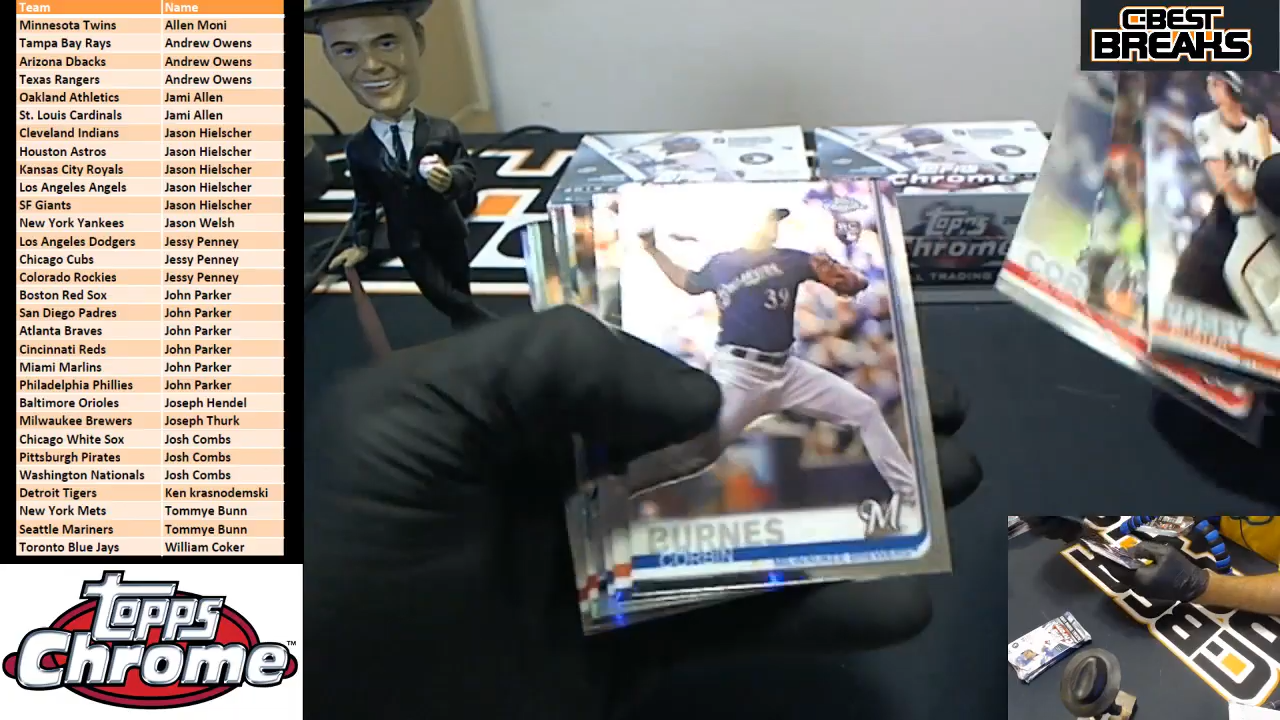 Team Name
Minnesota Twins Allen Moni
Tampa Bay Rays Andrew Owens
Arizona Dbacks Andrew Owens
Texas Rangers Andrew Owens
Oakland Athletics Jami Allen
St. Louis Cardinals Jami Allen
Cleveland Indians Jason Hielscher
Houston Astros Jason Hielscher
Kansas City Royals Jason Hielscher
Los Angeles Angels Jason Hielscher
SF Giants Jason Hielscher
New York Yankees Jason Welsh
Los Angeles Dodgers Jessy Penney
Chicago Cubs Jessy Penney
Colorado Rockies Jessy Penney
Boston Red Sox John Parker
San Diego Padres John Parker
Atlanta Braves John Parker
Cincinnati Reds John Parker
Miami Marlins John Parker
Philadelphia Phillies John Parker
Baltimore Orioles Joseph Hendel
Milwaukee Brewers Joseph Thurk
Chicago White Sox Josh Combs
Pittsburgh Pirates Josh Combs
Washington Nationals Josh Combs
Detroit Tigers Ken krasnodemski
New York Mets Tommye Bunn
Seattle Mariners Tommye Bunn
Toronto Blue Jays William Coker
Topps
Chrome™
C-BEST
BREAKS
Chrome
Topps
Chrome
POSEY
39
BURNES
CORBIN
MILWAUKEE BREWERS
M